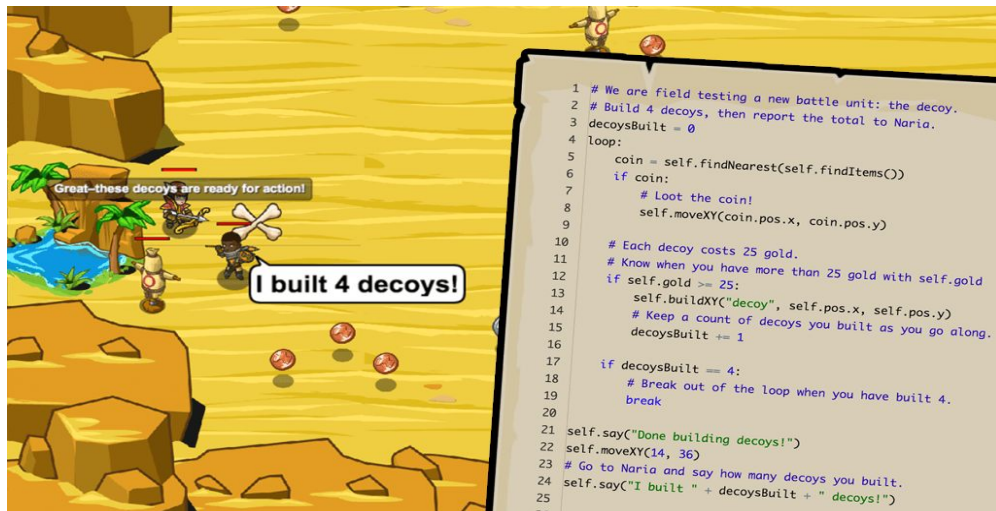 Great–these decoys are ready for action!
I built 4 decoys!
1 # We are field testing a new battle unit: the decoy.
2 # Build 4 decoys, then report the total to Naria.
3 decoysBuilt = 0
4 loop:
5     coin = self.findNearest(self.findItems())
6     if coin:
7         # Loot the coin!
8         self.moveXY(coin.pos.x, coin.pos.y)
9
10     # Each decoy costs 25 gold.
11     # Know when you have more than 25 gold with self.gold
12     if self.gold >= 25:
13         self.buildXY("decoy", self.pos.x, self.pos.y)
14         # Keep a count of decoys you built as you go along.
15         decoysBuilt += 1
16
17     if decoysBuilt == 4:
18         # Break out of the loop when you have built 4.
19         break
20
21 self.say("Done building decoys!")
22 self.moveXY(14, 36)
23 # Go to Naria and say how many decoys you built.
24 self.say("I built " + decoysBuilt + " decoys!")
25